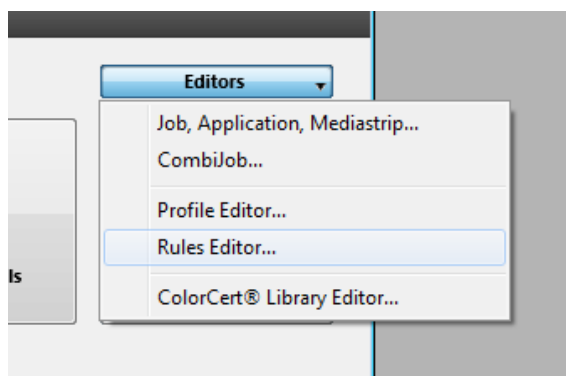 Editors
Job, Application, Mediastrip...
CombiJob...
Profile Editor...
Rules Editor...
ls
ColorCert® Library Editor...